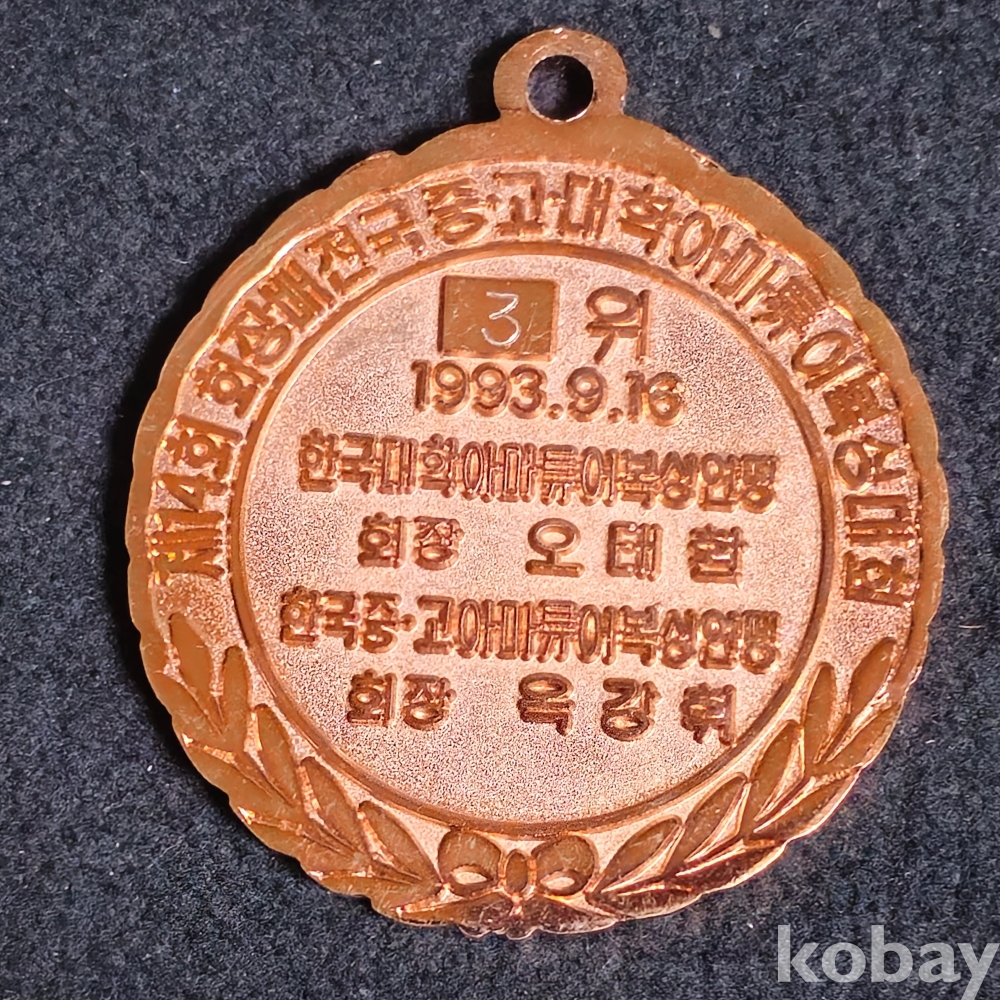 제14회 회장배 전국 중·고·대학아마튜어복싱대회
3 위
1993.9.16
한국대학아마튜어복싱연맹
회장 오태환
한국중·고아마튜어복싱연맹
회장 옥강휘
kobay